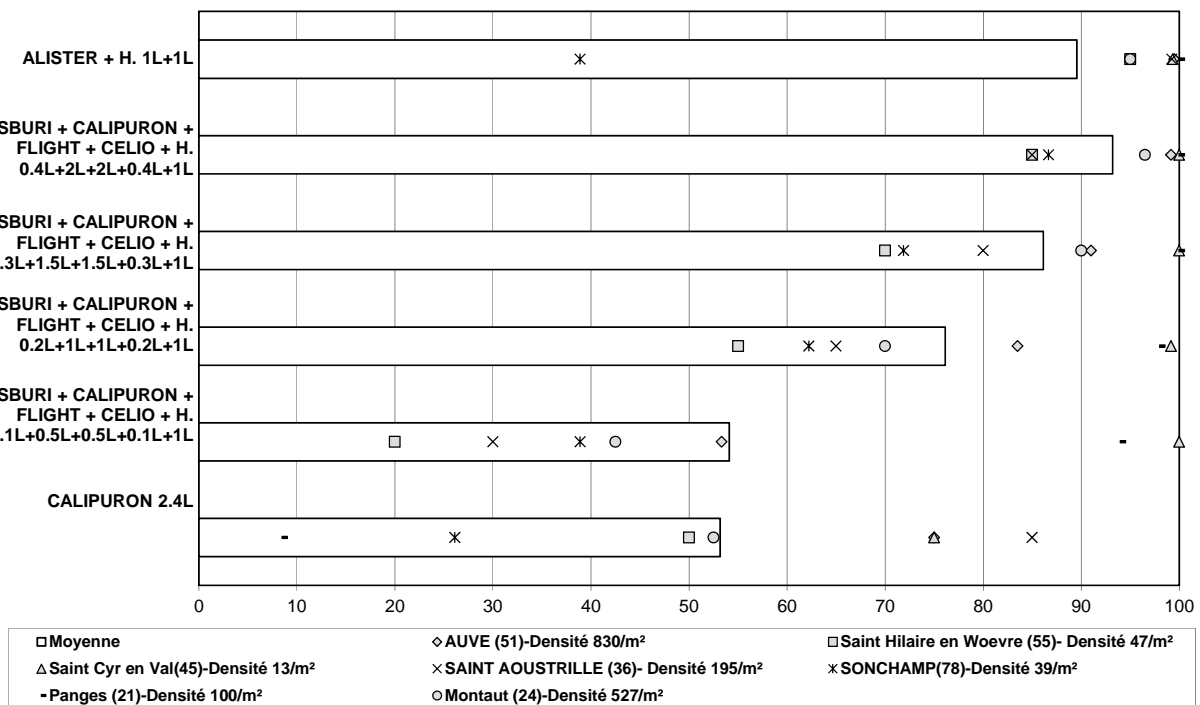 ALISTER + H. 1L+1L
SBURI + CALIPURON +
FLIGHT + CELIO + H.
0.4L+2L+2L+0.4L+1L
SBURI + CALIPURON +
FLIGHT + CELIO + H.
.3L+1.5L+1.5L+0.3L+1L
SBURI + CALIPURON +
FLIGHT + CELIO + H.
0.2L+1L+1L+0.2L+1L
SBURI + CALIPURON +
FLIGHT + CELIO + H.
.1L+0.5L+0.5L+0.1L+1L
CALIPURON 2.4L
0 10 20 30 40 50 60 70 80 90 100
Moyenne AUVE (51)-Densité 830/m² Saint Hilaire en Woevre (55)- Densité 47/m²
Saint Cyr en Val(45)-Densité 13/m² SAINT AOUSTRILLE (36)- Densité 195/m² SONCHAMP(78)-Densité 39/m²
Panges (21)-Densité 100/m² Montaut (24)-Densité 527/m²